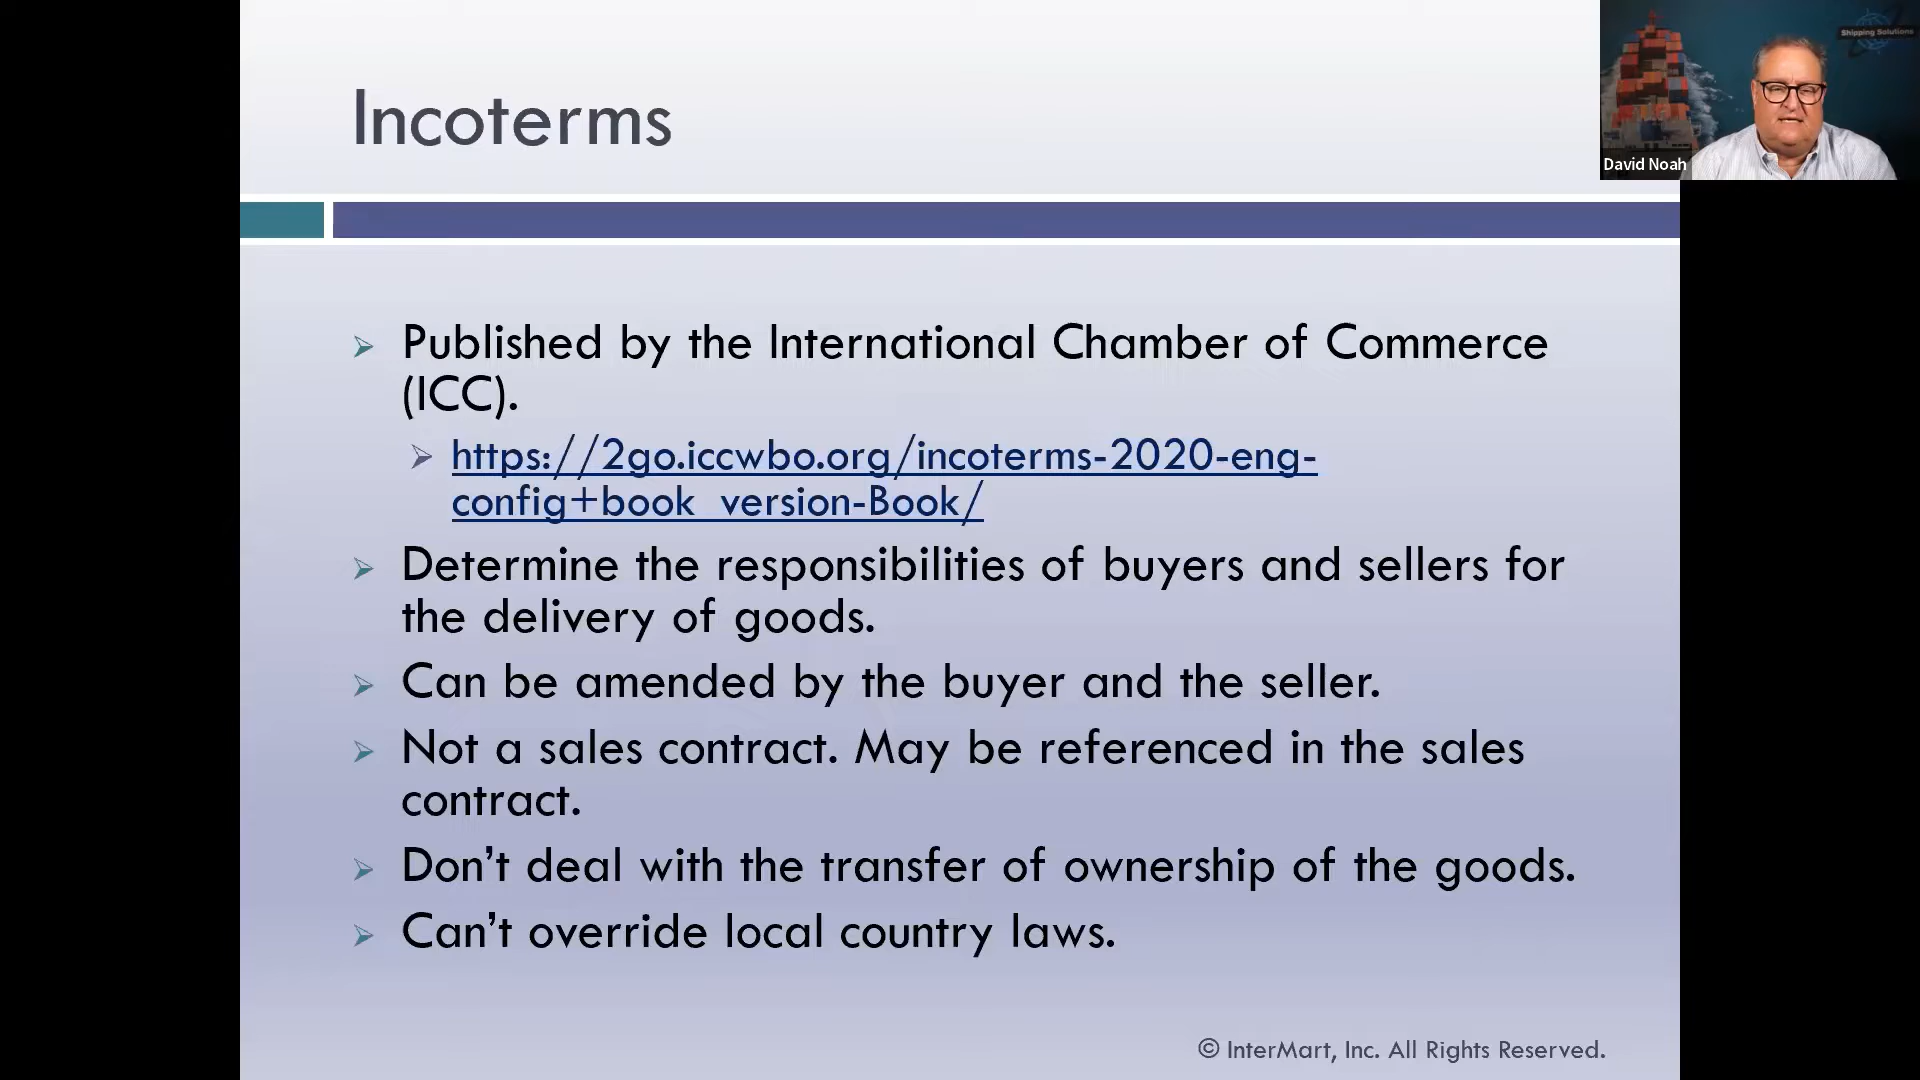 Incoterms
Shipping Solutions
David Noah
Published by the International Chamber of Commerce
(ICC).
https://2go.iccwbo.org/incoterms-2020-eng-
config+book_version-Book/
Determine the responsibilities of buyers and sellers for
the delivery of goods.
Can be amended by the buyer and the seller.
Not a sales contract. May be referenced in the sales
contract.
Don’t deal with the transfer of ownership of the goods.
Can’t override local country laws.
© InterMart, Inc. All Rights Reserved.